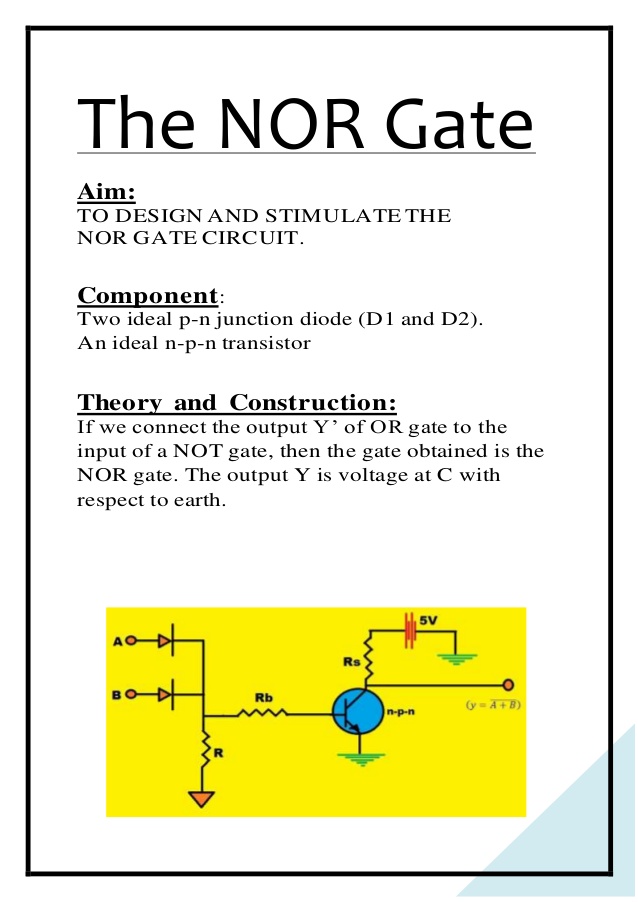 The NOR Gate
Aim:
TO DESIGN AND STIMULATE THE
NOR GATE CIRCUIT.
Component:
Two ideal p-n junction diode (D1 and D2).
An ideal n-p-n transistor
Theory and Construction:
If we connect the output Y’ of OR gate to the
input of a NOT gate, then the gate obtained is the
NOR gate. The output Y is voltage at C with
respect to earth.
5V
A
Rs
B
Rb
n-p-n
(y = \overline{A + B})
R